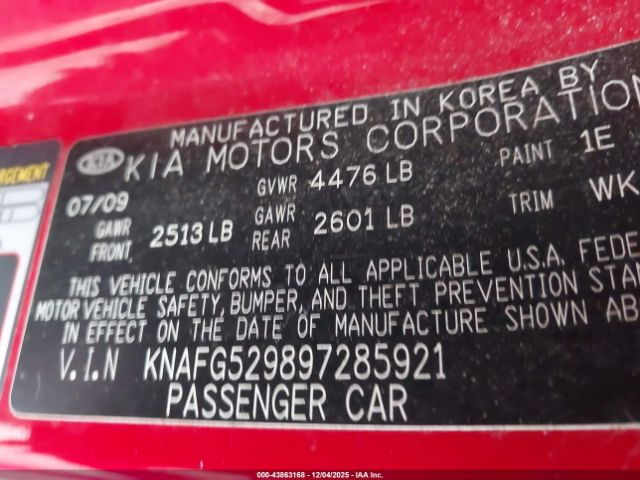 MANUFACTURED IN KOREA BY
KIA KIA MOTORS CORPORATION
07/09 GVWR 4476 LB PAINT 1E
GAWR FRONT 2513 LB GAWR REAR 2601 LB TRIM WK
THIS VEHICLE CONFORMS TO ALL APPLICABLE U.S.A. FEDE
MOTOR VEHICLE SAFETY, BUMPER, AND THEFT PREVENTION STA
IN EFFECT ON THE DATE OF MANUFACTURE SHOWN AB
V.I.N KNAFG529897285921
PASSENGER CAR
000-43863168 - 12/04/2025 - IAA Inc.